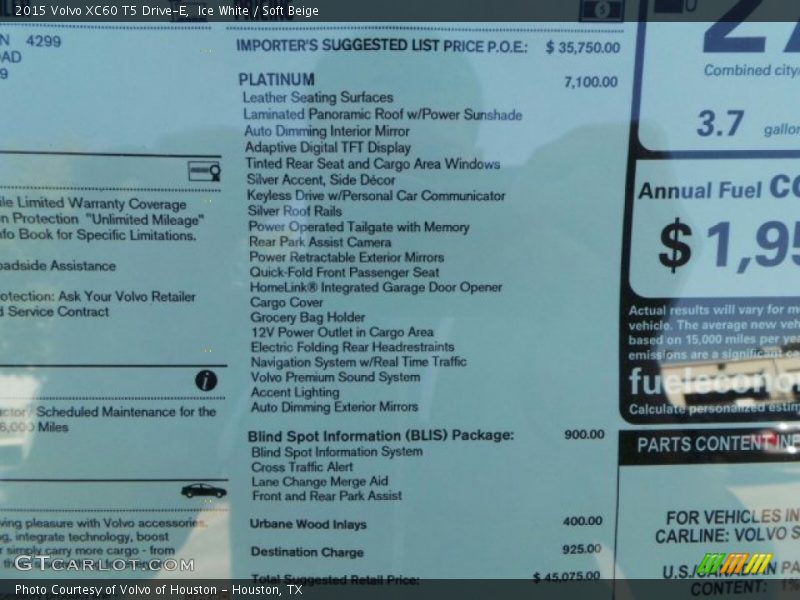 2015 Volvo XC60 T5 Drive-E, Ice White / Soft Beige
4299
IMPORTER'S SUGGESTED LIST PRICE P.O.E.: $ 35,750.00
PLATINUM 7,100.00
Leather Seating Surfaces
Laminated Panoramic Roof w/Power Sunshade
Auto Dimming Interior Mirror
Adaptive Digital TFT Display
Tinted Rear Seat and Cargo Area Windows
Silver Accent, Side Décor
Keyless Drive w/Personal Car Communicator
Silver Roof Rails
Power Operated Tailgate with Memory
Rear Park Assist Camera
Power Retractable Exterior Mirrors
Quick-Fold Front Passenger Seat
HomeLink® Integrated Garage Door Opener
Cargo Cover
Grocery Bag Holder
12V Power Outlet in Cargo Area
Electric Folding Rear Headrestraints
Navigation System w/Real Time Traffic
Volvo Premium Sound System
Accent Lighting
Auto Dimming Exterior Mirrors
Blind Spot Information (BLIS) Package: 900.00
Blind Spot Information System
Cross Traffic Alert
Lane Change Merge Aid
Front and Rear Park Assist
Urbane Wood Inlays 400.00
Destination Charge 925.00
Total Suggested Retail Price: $ 45,075.00
Limited Warranty Coverage
Protection "Unlimited Mileage"
Book for Specific Limitations.
Assistance
Ask Your Volvo Retailer
Service Contract
Scheduled Maintenance for the
Miles
pleasure with Volvo accessories.
integrate technology, boost
simply carry more cargo - from
Combined
3.7
Annual Fuel
$ 1,95
Actual results will vary for
vehicle. The average new
based on 15,000 miles per
emissions are a significant
Calculate personalized
PARTS CONTENT
FOR VEHICLES IN
CARLINE: VOLVO
U.S./CANADIAN
CONTENT:
GTCARLOT.COM
Photo Courtesy of Volvo of Houston - Houston, TX